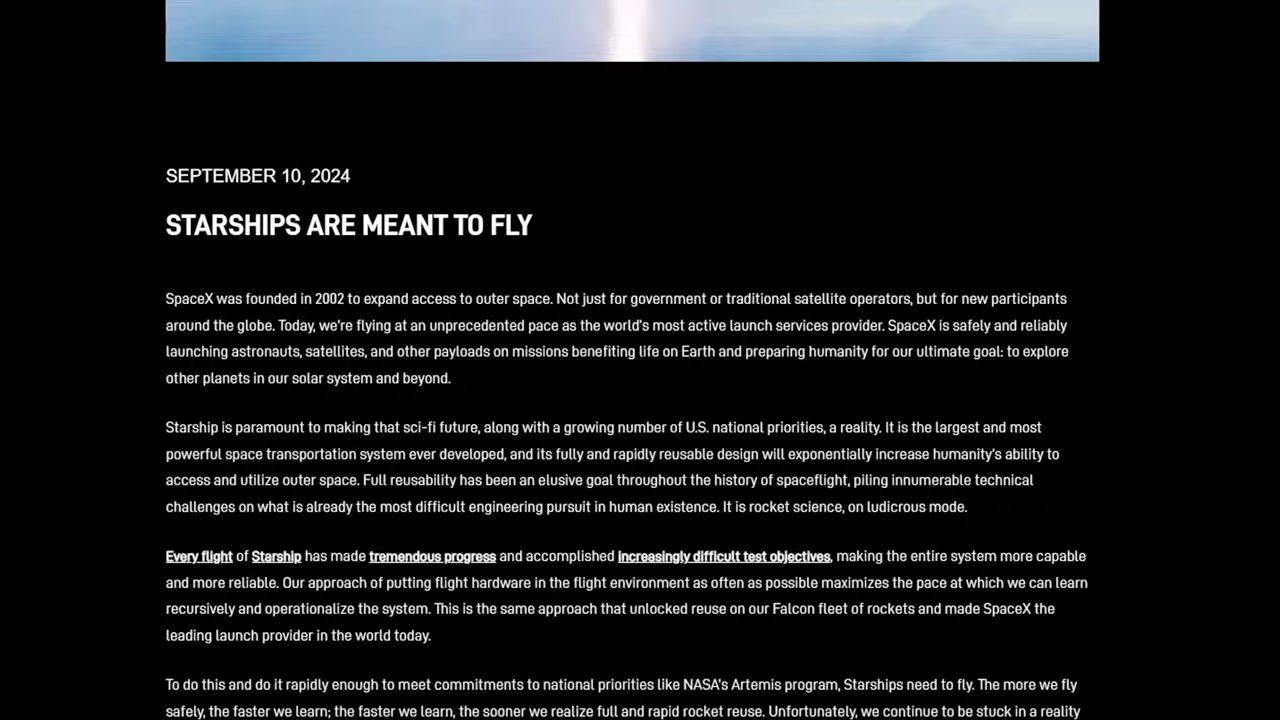 SEPTEMBER 10, 2024
STARSHIPS ARE MEANT TO FLY
SpaceX was founded in 2002 to expand access to outer space. Not just for government or traditional satellite operators, but for new participants
around the globe. Today, we're flying at an unprecedented pace as the world's most active launch services provider. SpaceX is safely and reliably
launching astronauts, satellites, and other payloads on missions benefiting life on Earth and preparing humanity for our ultimate goal: to explore
other planets in our solar system and beyond.
Starship is paramount to making that sci-fi future, along with a growing number of U.S. national priorities, a reality. It is the largest and most
powerful space transportation system ever developed, and its fully and rapidly reusable design will exponentially increase humanity's ability to
access and utilize outer space. Full reusability has been an elusive goal throughout the history of spaceflight, piling innumerable technical
challenges on what is already the most difficult engineering pursuit in human existence. It is rocket science, on ludicrous mode.
Every flight of Starship has made tremendous progress and accomplished increasingly difficult test objectives, making the entire system more capable
and more reliable. Our approach of putting flight hardware in the flight environment as often as possible maximizes the pace at which we can learn
recursively and operationalize the system. This is the same approach that unlocked reuse on our Falcon fleet of rockets and made SpaceX the
leading launch provider in the world today.
To do this and do it rapidly enough to meet commitments to national priorities like NASA's Artemis program, Starships need to fly. The more we fly
safely, the faster we learn; the faster we learn, the sooner we realize full and rapid rocket reuse. Unfortunately, we continue to be stuck in a reality